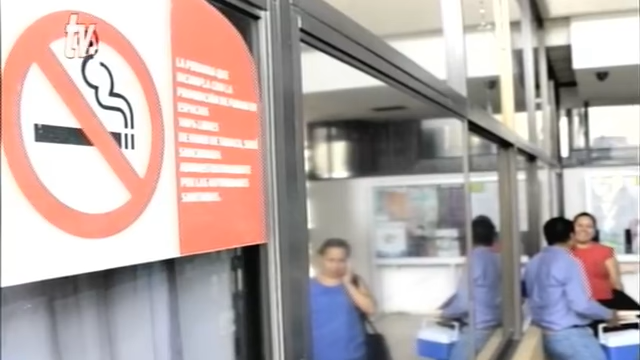 LA PERSONA QUE
INCUMPLA CON LA
PROHIBICIÓN DE FUMAR EN
ESPACIOS
100% LIBRES
DE HUMO DE TABACO, SERÁ
SANCIONADA
POR LAS AUTORIDADES
SANITARIAS.